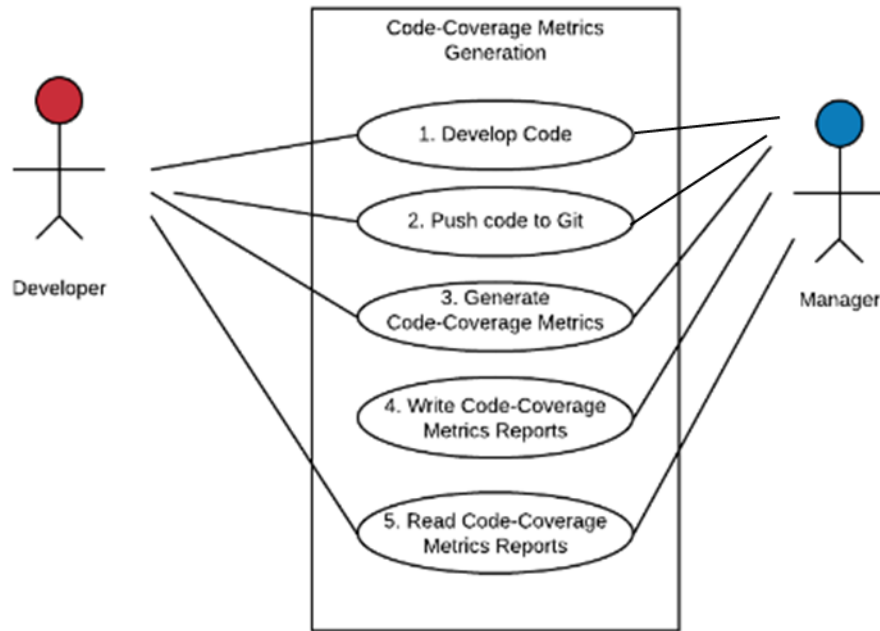 Code-Coverage Metrics
Generation
1. Develop Code
2. Push code to Git
3. Generate
Code-Coverage Metrics
4. Write Code-Coverage
Metrics Reports
5. Read Code-Coverage
Metrics Reports
Developer
Manager